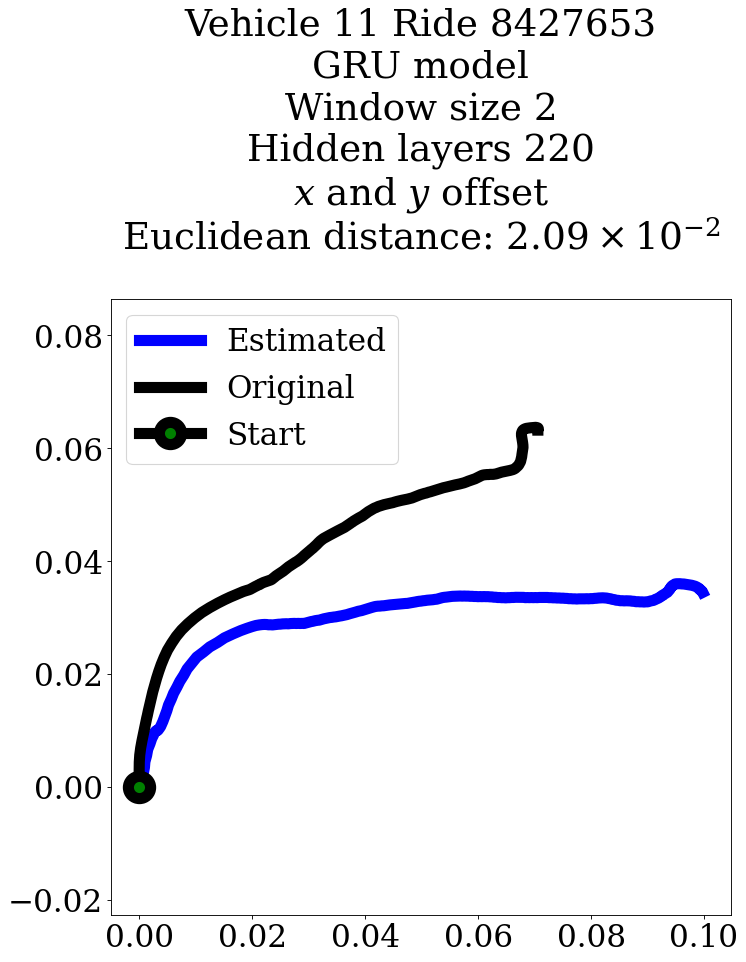 Vehicle 11 Ride 8427653
GRU model
Window size 2
Hidden layers 220
x and y offset
Euclidean distance: 2.09 × 10⁻²
Estimated
Original
Start
0.08
0.06
0.04
0.02
0.00
−0.02
0.00 0.02 0.04 0.06 0.08 0.10